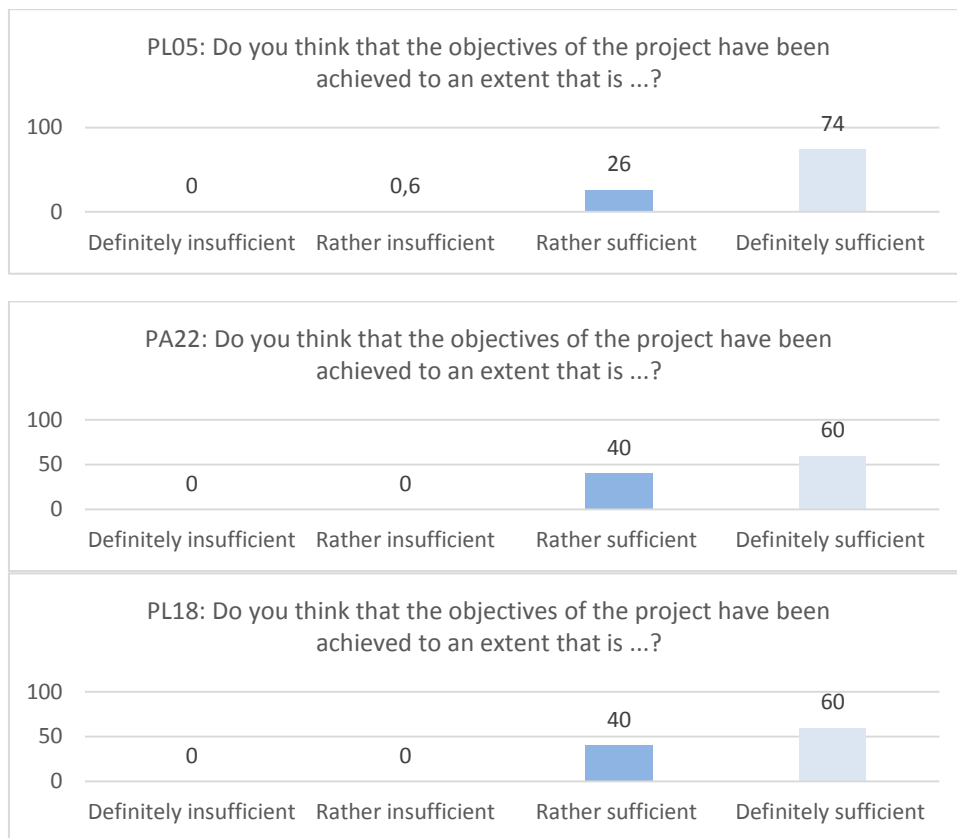 PL05: Do you think that the objectives of the project have been
achieved to an extent that is ...?
100
74
26
0
0,6
0
Definitely insufficient Rather insufficient Rather sufficient Definitely sufficient
PA22: Do you think that the objectives of the project have been
achieved to an extent that is ...?
100
60
40
50
0
0
0
Definitely insufficient Rather insufficient Rather sufficient Definitely sufficient
PL18: Do you think that the objectives of the project have been
achieved to an extent that is ...?
100
60
40
50
0
0
0
Definitely insufficient Rather insufficient Rather sufficient Definitely sufficient